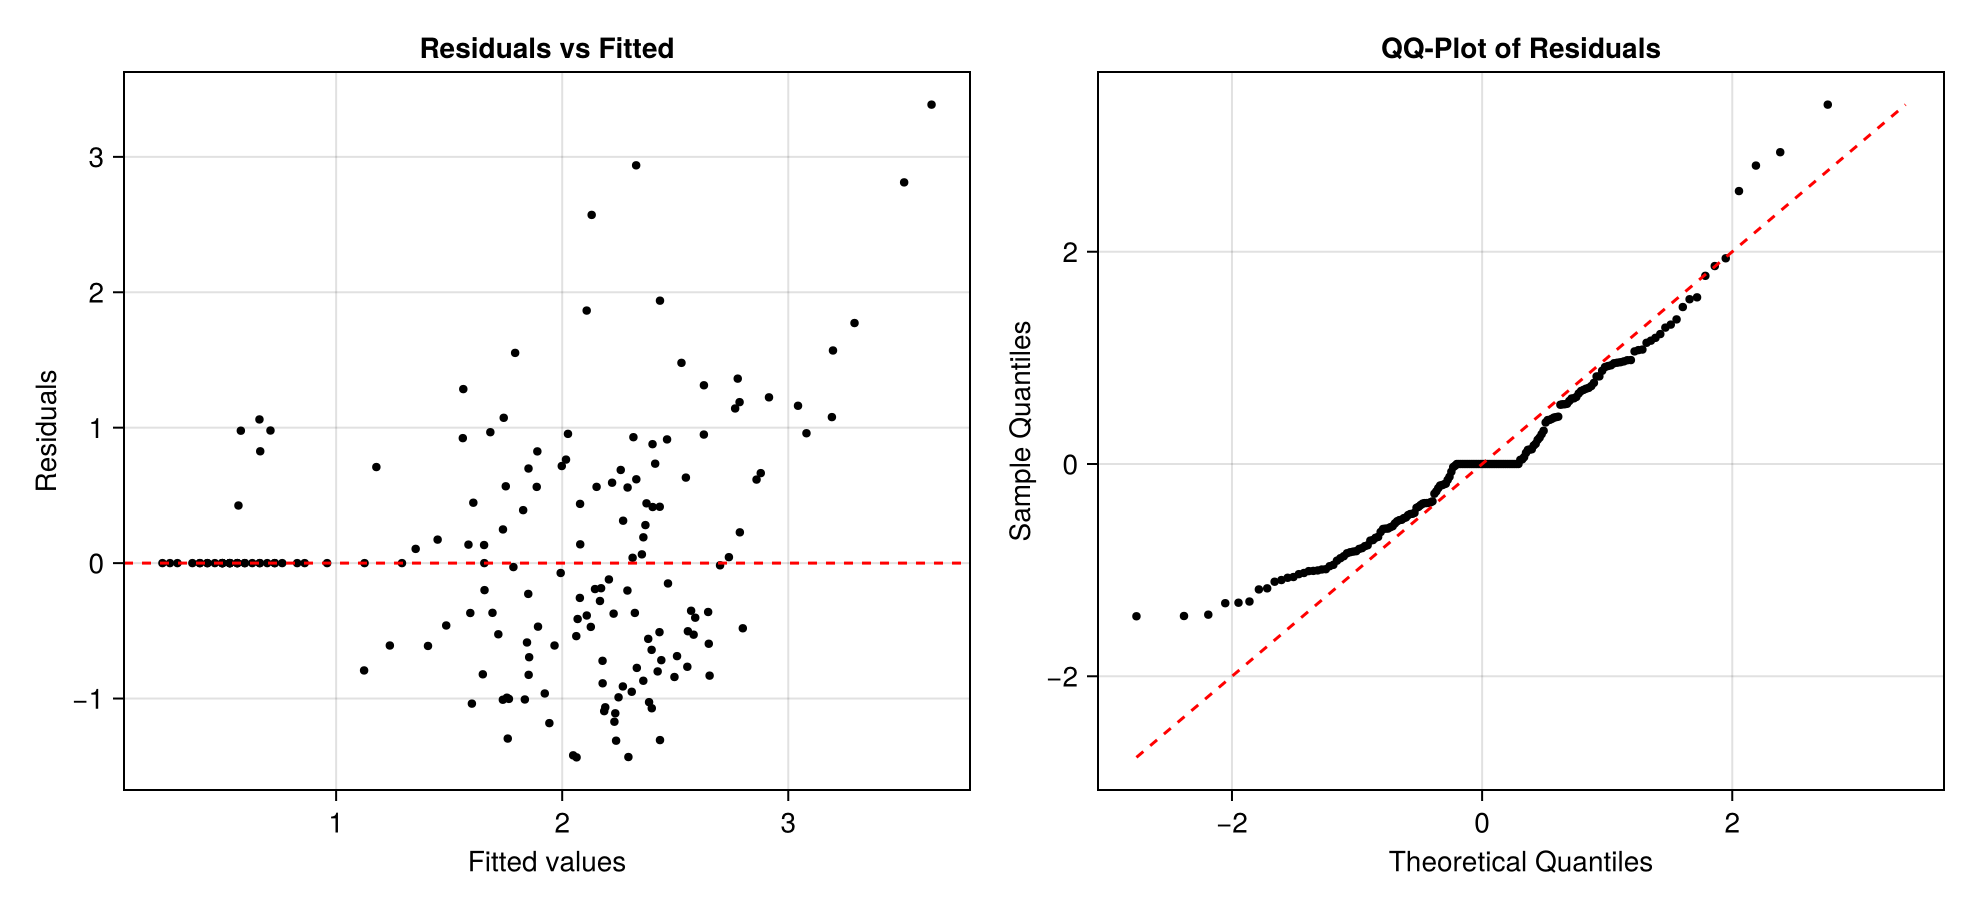 Residuals vs Fitted
3
2
1
0
−1
Residuals
1
2
3
Fitted values
QQ-Plot of Residuals
2
0
−2
Sample Quantiles
−2
0
2
Theoretical Quantiles